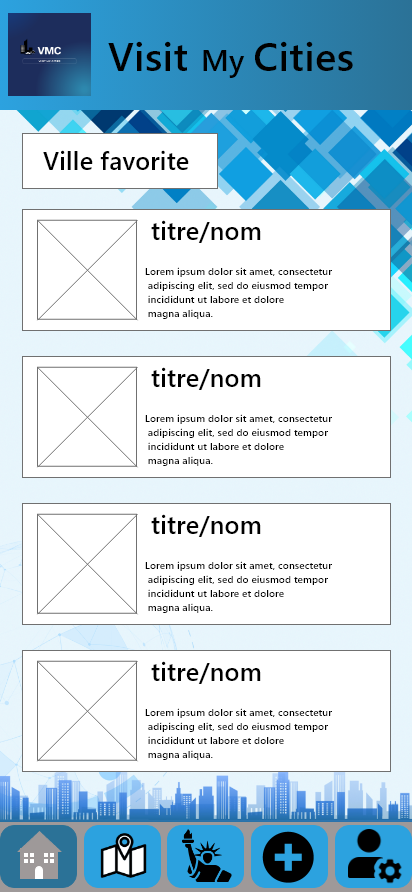 VMC
Visit My Cities
Ville favorite
titre/nom
Lorem ipsum dolor sit amet, consectetur
adipiscing elit, sed do eiusmod tempor
incididunt ut labore et dolore
magna aliqua.
titre/nom
Lorem ipsum dolor sit amet, consectetur
adipiscing elit, sed do eiusmod tempor
incididunt ut labore et dolore
magna aliqua.
titre/nom
Lorem ipsum dolor sit amet, consectetur
adipiscing elit, sed do eiusmod tempor
incididunt ut labore et dolore
magna aliqua.
titre/nom
Lorem ipsum dolor sit amet, consectetur
adipiscing elit, sed do eiusmod tempor
incididunt ut labore et dolore
magna aliqua.